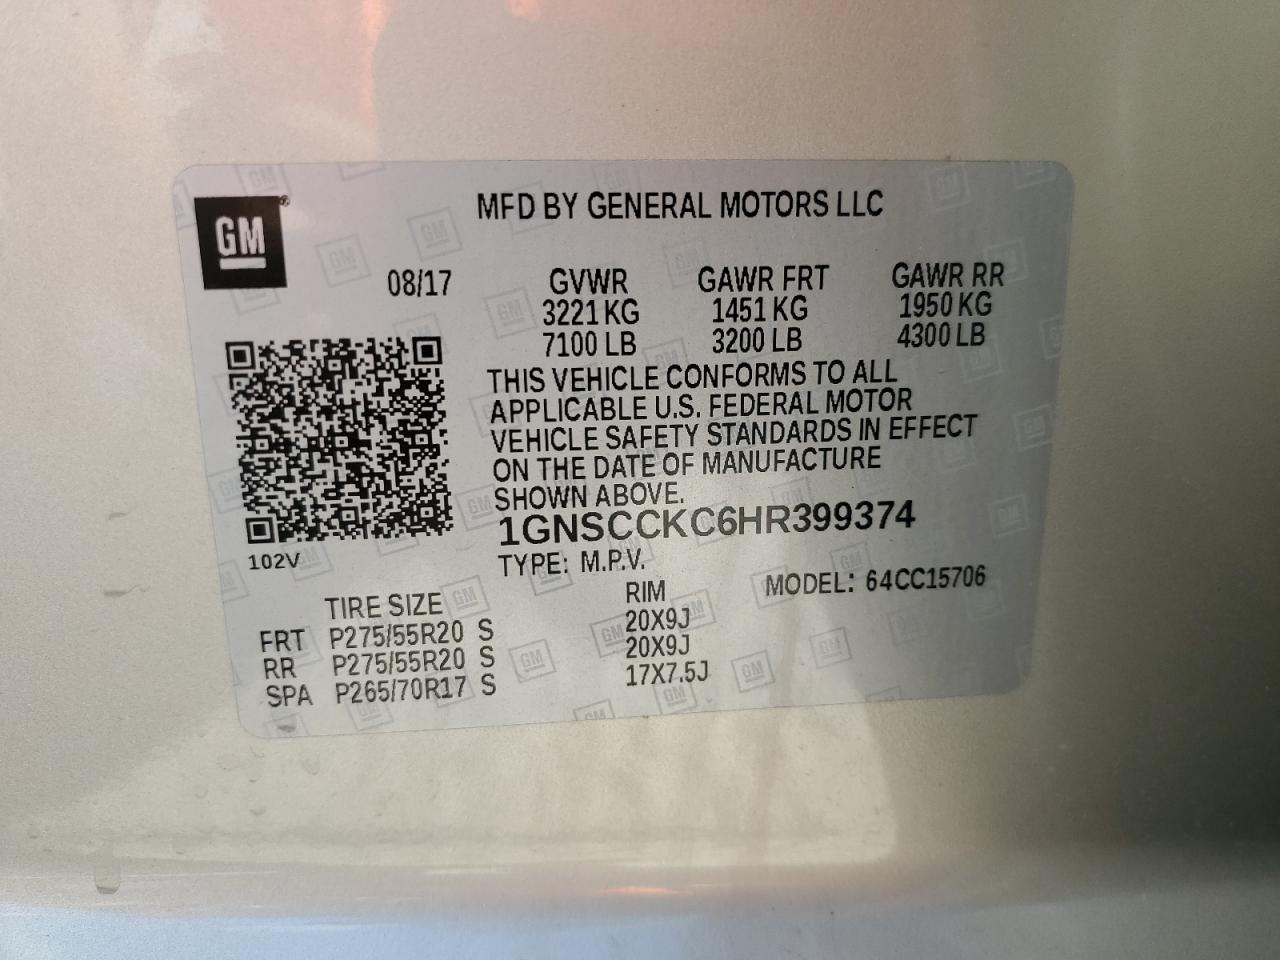 GM
MFD BY GENERAL MOTORS LLC
08/17 GVWR GAWR FRT GAWR RR
3221 KG 1451 KG 1950 KG
7100 LB 3200 LB 4300 LB
THIS VEHICLE CONFORMS TO ALL
APPLICABLE U.S. FEDERAL MOTOR
VEHICLE SAFETY STANDARDS IN EFFECT
ON THE DATE OF MANUFACTURE
SHOWN ABOVE.
1GNSCCKC6HR399374
102V
TYPE: M.P.V. MODEL: 64CC15706
TIRE SIZE RIM
FRT P275/55R20 S 20X9J
RR P275/55R20 S 20X9J
SPA P265/70R17 S 17X7.5J